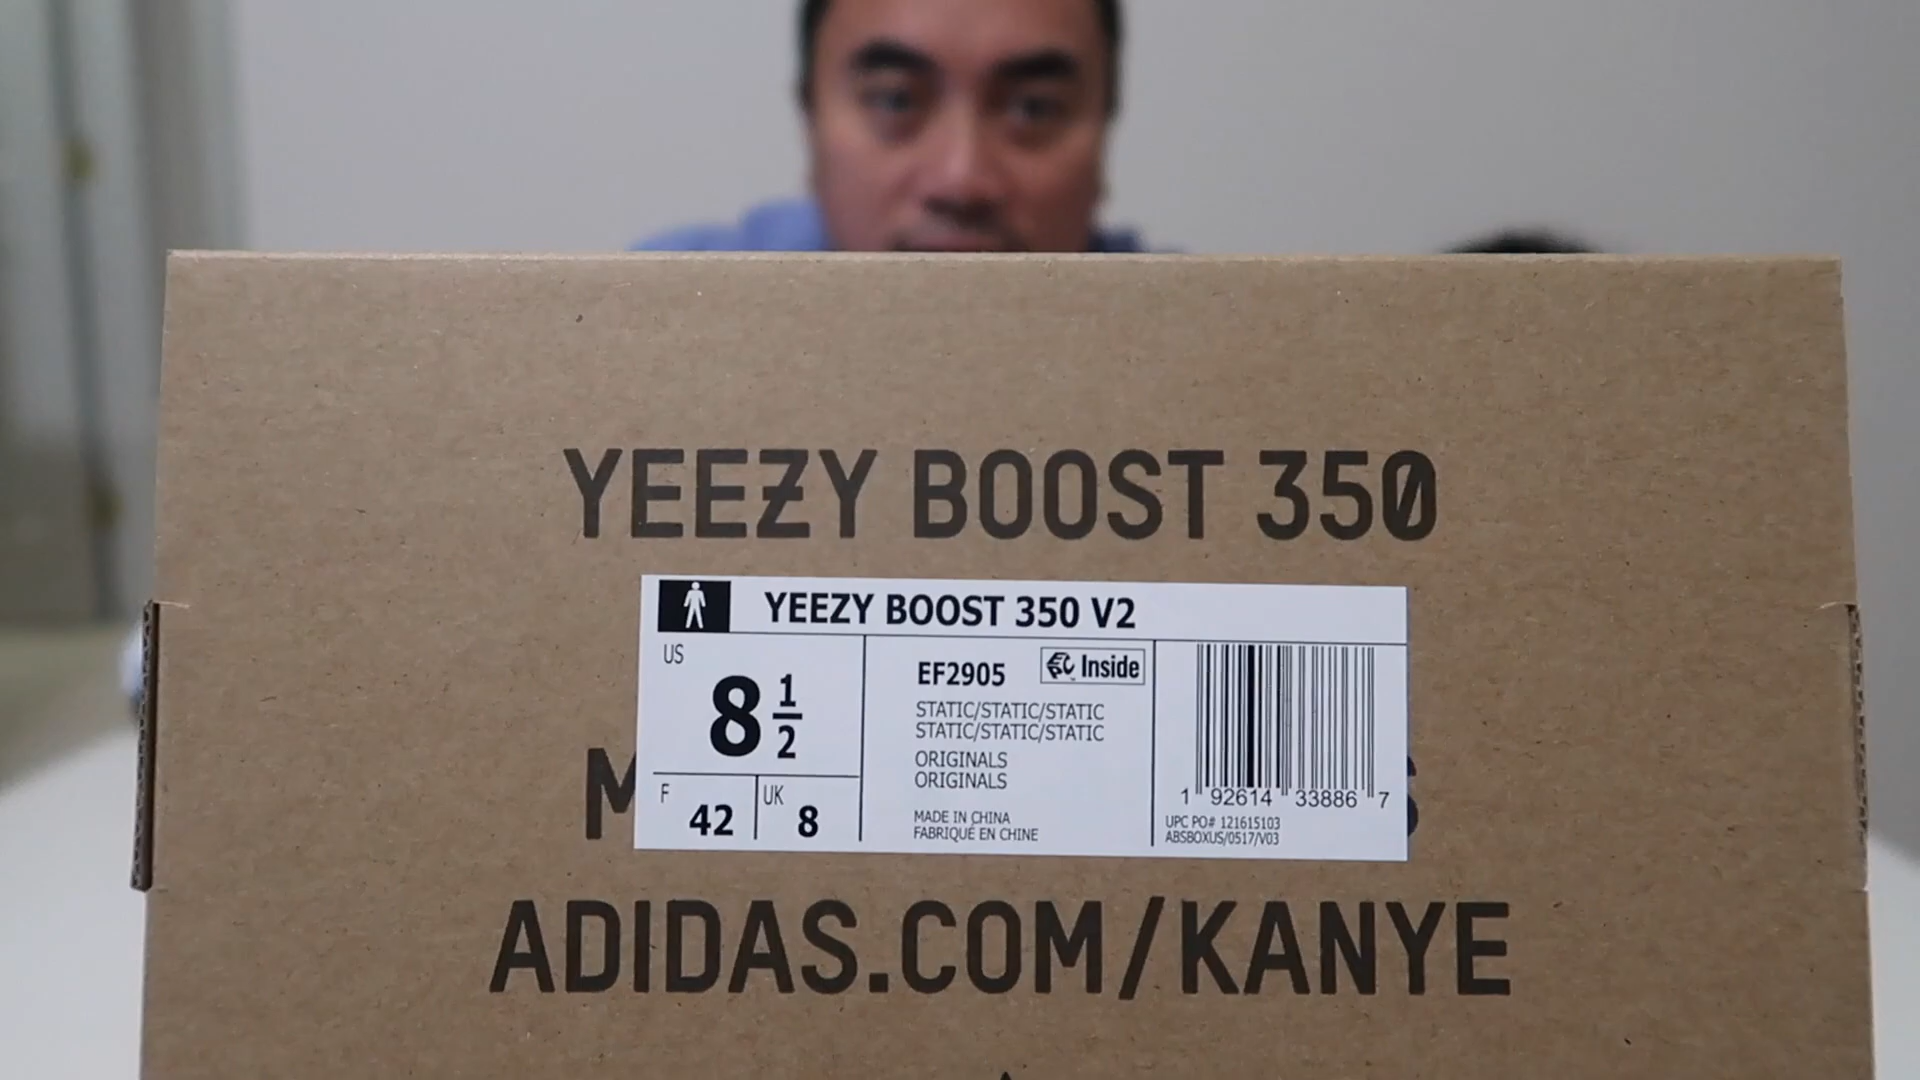 YEEZY BOOST 350
YEEZY BOOST 350 V2
US
8 1/2
F 42
UK 8
EF2905
Inside
STATIC/STATIC/STATIC
STATIC/STATIC/STATIC
ORIGINALS
ORIGINALS
MADE IN CHINA
FABRIQUÉ EN CHINE
1 92614 33886 7
UPC PO# 121615103
ABSBOXUS/0517/V03
M
ADIDAS.COM/KANYE